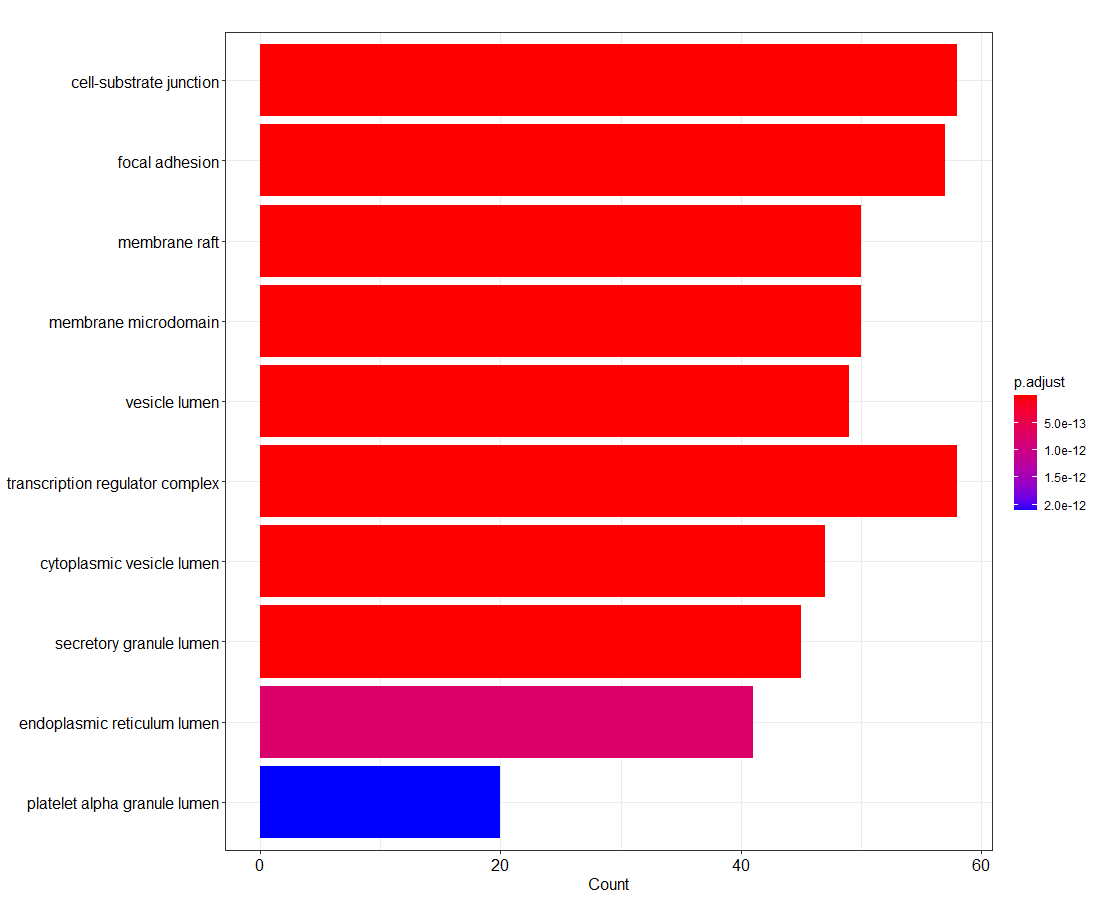 cell-substrate junction
focal adhesion
membrane raft
membrane microdomain
vesicle lumen
transcription regulator complex
cytoplasmic vesicle lumen
secretory granule lumen
endoplasmic reticulum lumen
platelet alpha granule lumen
0 20 40 60
Count
p.adjust
5.0e-13
1.0e-12
1.5e-12
2.0e-12